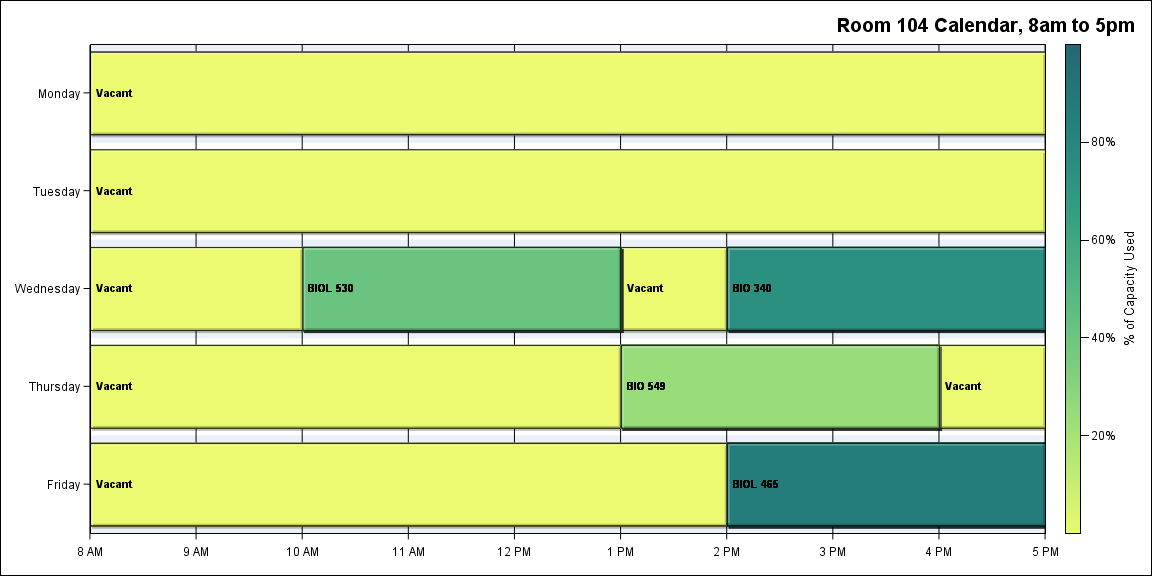 Room 104 Calendar, 8am to 5pm
Monday
Vacant
Tuesday
Vacant
Wednesday
Vacant
BIOL 530
Vacant
BIO 340
Thursday
Vacant
BIO 549
Vacant
Friday
Vacant
BIOL 465
8 AM
9 AM
10 AM
11 AM
12 PM
1 PM
2 PM
3 PM
4 PM
5 PM
80%
60%
40%
20%
% of Capacity Used